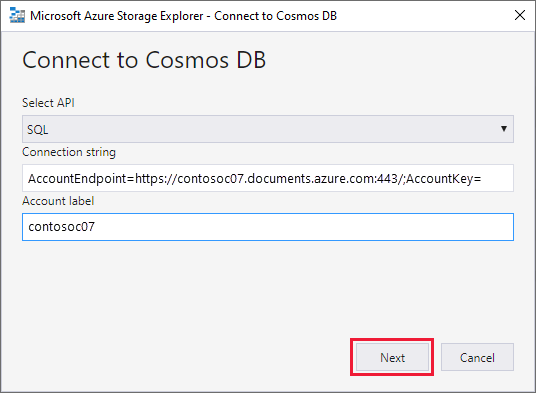 Microsoft Azure Storage Explorer - Connect to Cosmos DB
Connect to Cosmos DB
Select API
SQL
Connection string
AccountEndpoint=https://contosoc07.documents.azure.com:443/;AccountKey=
Account label
contosoc07
Next
Cancel